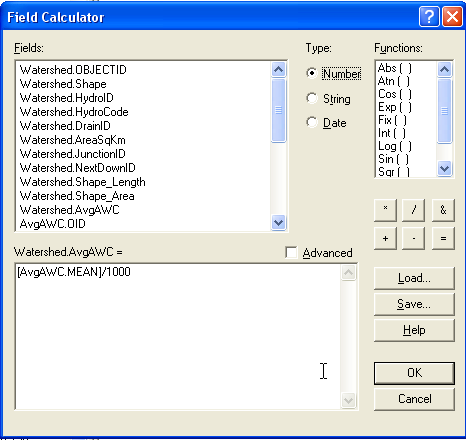 Field Calculator
Fields:
Type:
Functions:
Watershed.OBJECTID
Watershed.Shape
Watershed.HydroID
Watershed.HydroCode
Watershed.DrainID
Watershed.AreaSqKm
Watershed.JunctionID
Watershed.NextDownID
Watershed.Shape_Length
Watershed.Shape_Area
Watershed.AvgAWC
AvgAWC.OID
Number
String
Date
Abs ( )
Atn ( )
Cos ( )
Exp ( )
Fix ( )
Int ( )
Log ( )
Sin ( )
Sqr ( )
* / &
+ - =
Watershed.AvgAWC =
Advanced
[AvgAWC.MEAN]/1000
Load...
Save...
Help
OK
Cancel